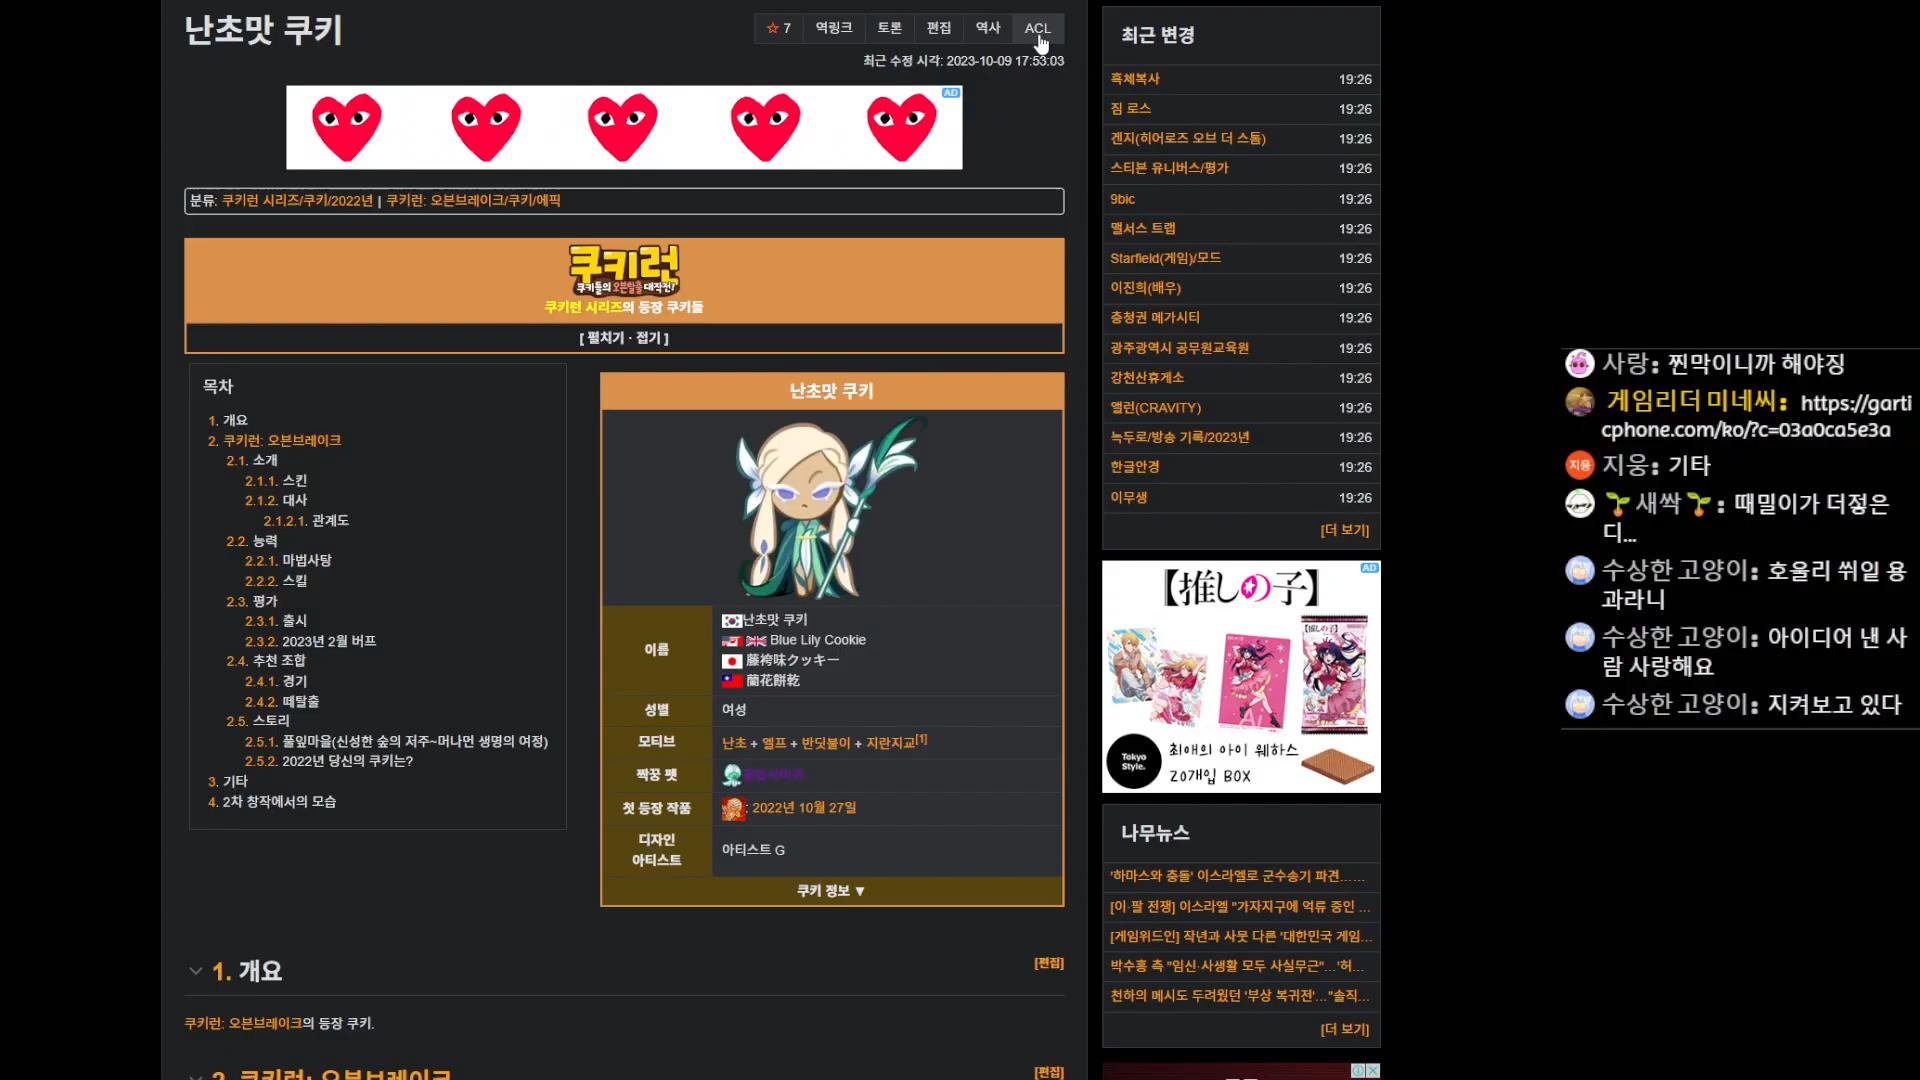 난초맛 쿠키
☆ 7 역링크 토론 편집 역사 ACL
최근 수정 시각: 2023-10-09 17:53:03
AD
분류: 쿠키런 시리즈/쿠키/2022년 | 쿠키런: 오븐브레이크/쿠키/에픽
쿠키런
쿠키들의 오븐탈출 대작전!
쿠키런 시리즈의 등장 쿠키들
[ 펼치기 · 접기 ]
목차
1. 개요
2. 쿠키런: 오븐브레이크
2.1. 소개
2.1.1. 스킨
2.1.2. 대사
2.1.2.1. 관계도
2.2. 능력
2.2.1. 마법사탕
2.2.2. 스킬
2.3. 평가
2.3.1. 출시
2.3.2. 2023년 2월 버프
2.4. 추천 조합
2.4.1. 경기
2.4.2. 떼탈출
2.5. 스토리
2.5.1. 풀잎마을(신성한 숲의 저주~머나먼 생명의 여정)
2.5.2. 2022년 당신의 쿠키는?
3. 기타
4. 2차 창작에서의 모습
난초맛 쿠키
이름
난초맛 쿠키
Blue Lily Cookie
藤袴味クッキー
蘭花餅乾
성별 여성
모티브 난초 + 엘프 + 반딧불이 + 지란지교[1]
짝꿍 펫
첫 등장 작품 : 2022년 10월 27일
디자인
아티스트
아티스트 G
쿠키 정보 ▼
1. 개요 [편집]
쿠키런: 오븐브레이크의 등장 쿠키.
2. 쿠키런: 오븐브레이크 [편집]
최근 변경
흑체복사 19:26
짐 로스 19:26
겐지(히어로즈 오브 더 스톰) 19:26
스티븐 유니버스/평가 19:26
9bic 19:26
맬서스 트랩 19:26
Starfield(게임)/모드 19:26
이진희(배우) 19:26
충청권 메가시티 19:26
광주광역시 공무원교육원 19:26
강천산휴게소 19:26
앨런(CRAVITY) 19:26
녹두로/방송 기록/2023년 19:26
한글안경 19:26
이무생 19:26
[더 보기]
AD
【推しの子】
Tokyo
Style.
최애의 아이 웨하스
20개입 BOX
나무뉴스
'하마스와 충돌' 이스라엘로 군수송기 파견……
[이·팔 전쟁] 이스라엘 "가자지구에 억류 중인 …
[게임위드인] 작년과 사뭇 다른 '대한민국 게임…
박수홍 측 "임신·사생활 모두 사실무근"…'허…
천하의 메시도 두려웠던 '부상 복귀전'…"솔직…
[더 보기]
사랑: 찐막이니까 해야징
게임리더 미네씨: https://garti
cphone.com/ko/?c=03a0ca5e3a
지웅 지웅: 기타
새싹: 때밀이가 더젛은
디...
수상한 고양이: 호울리 쒸일 용
과라니
수상한 고양이: 아이디어 낸 사
람 사랑해요
수상한 고양이: 지켜보고 있다